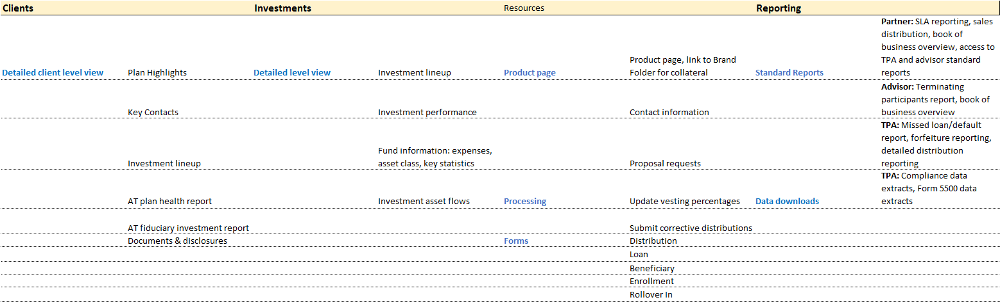 Clients Investments Resources Reporting
Partner: SLA reporting, sales
distribution, book of
business overview, access to
Product page, link to Brand TPA and advisor standard
Detailed client level view Plan Highlights Detailed level view Investment lineup Product page Folder for collateral Standard Reports reports
Advisor: Terminating
participants report, book of
Key Contacts Investment performance Contact information business overview
TPA: Missed loan/default
report, forfeiture reporting,
Fund information: expenses, detailed distribution
Investment lineup asset class, key statistics Proposal requests reporting
TPA: Compliance data
extracts, Form 5500 data
AT plan health report Investment asset flows Processing Update vesting percentages Data downloads extracts
AT fiduciary investment report Submit corrective distributions
Documents & disclosures Forms Distribution
Loan
Beneficiary
Enrollment
Rollover In